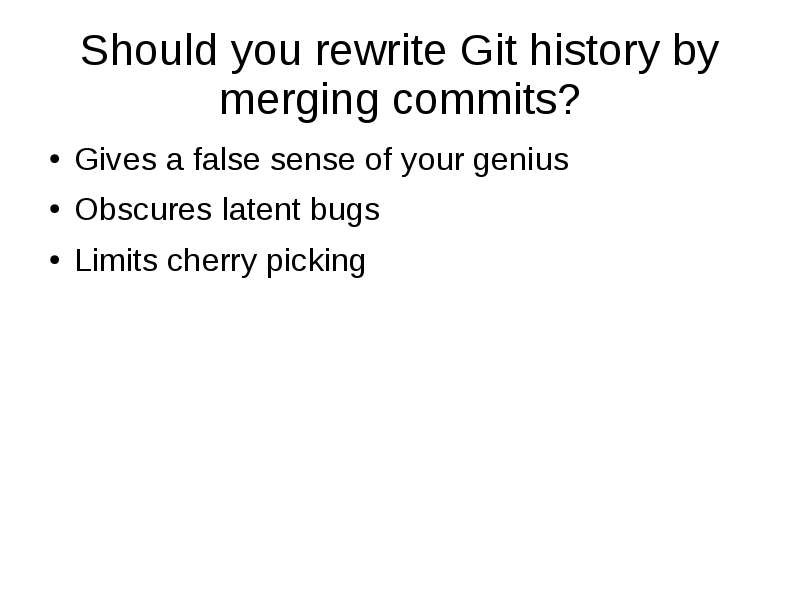 Should you rewrite Git history by
merging commits?
• Gives a false sense of your genius
• Obscures latent bugs
• Limits cherry picking